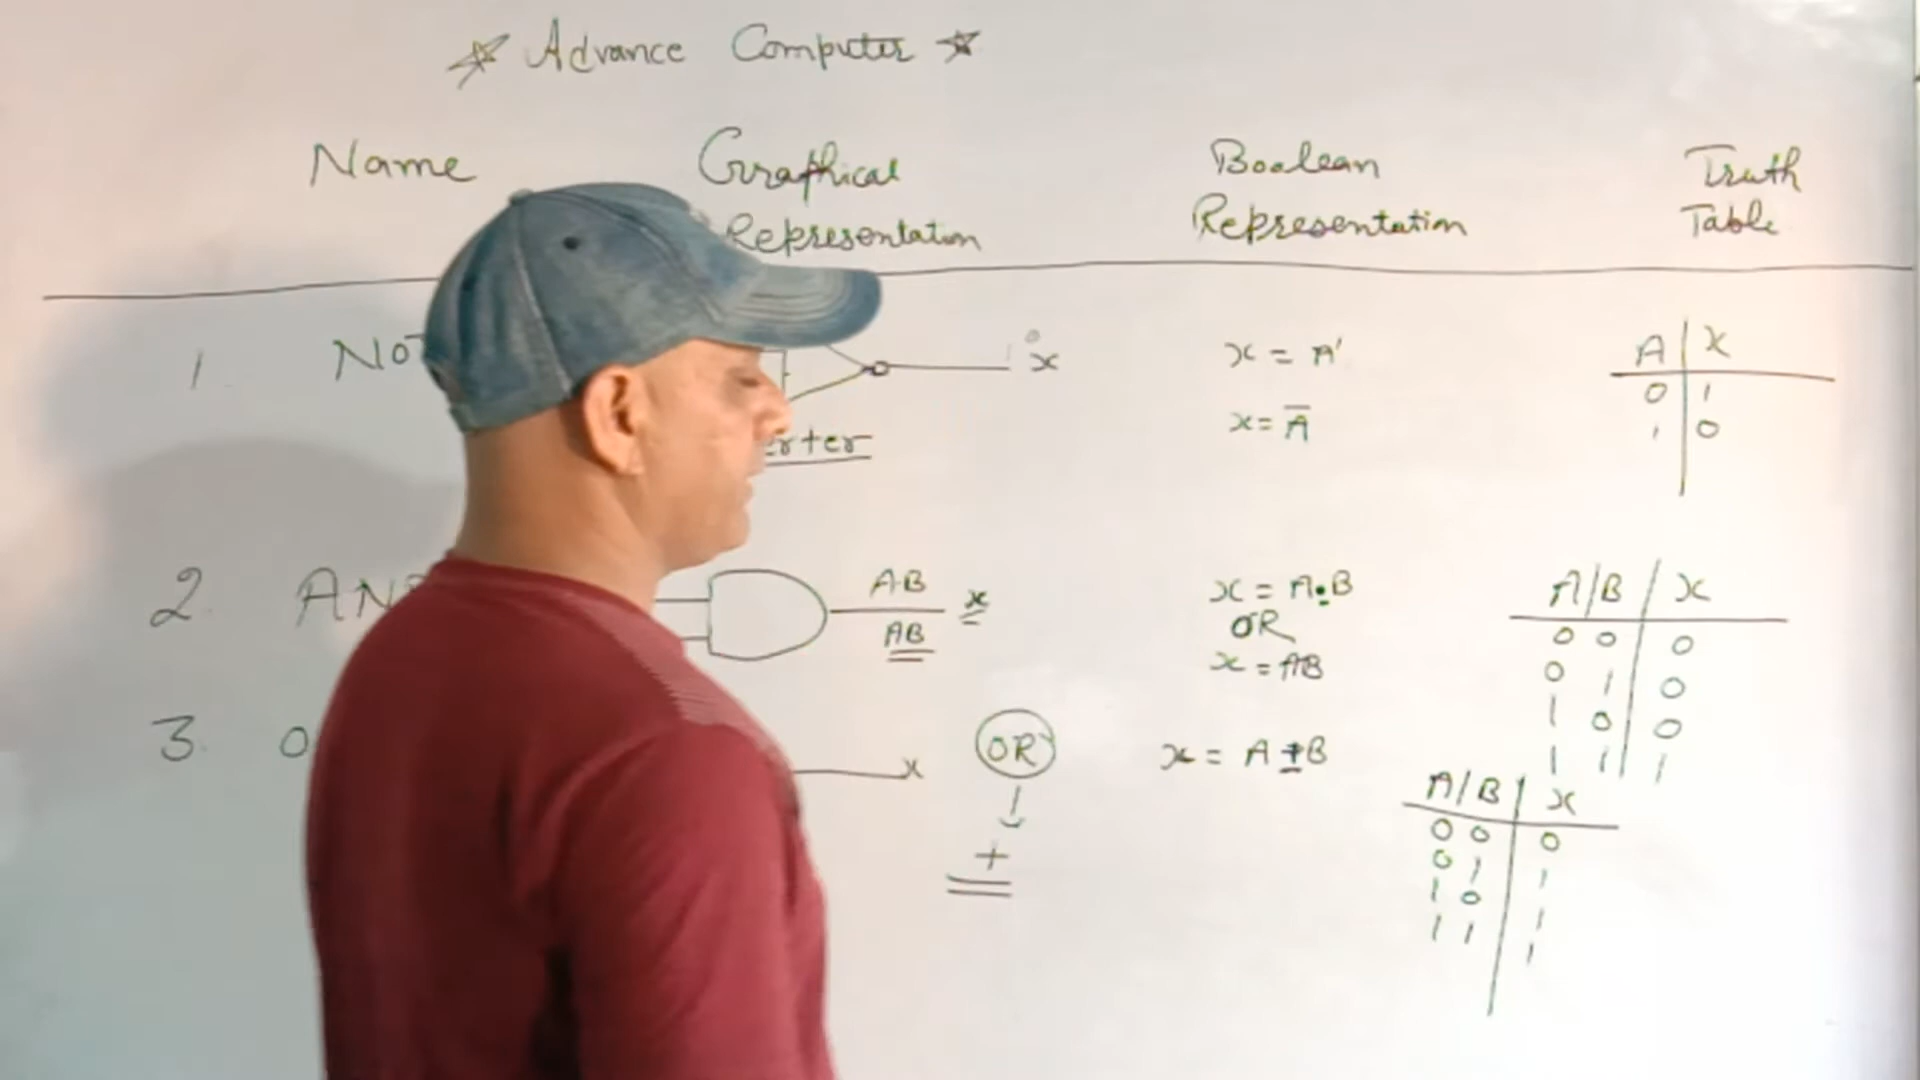 ☆ Advance Computer ☆
Name Graphical Representation Boolean Representation Truth Table
1 NOT x x = A'
x = A̅
erter
A | x
0 | 1
1 | 0
2. AN AB x
AB
x = A.B
OR
x = AB
A/B / x
0 0 | 0
0 1 | 0
1 0 | 0
1 1 | 1
3. O x OR x = A + B
+
A/B | x
0 0 | 0
0 1 | 1
1 0 | 1
1 1 | 1